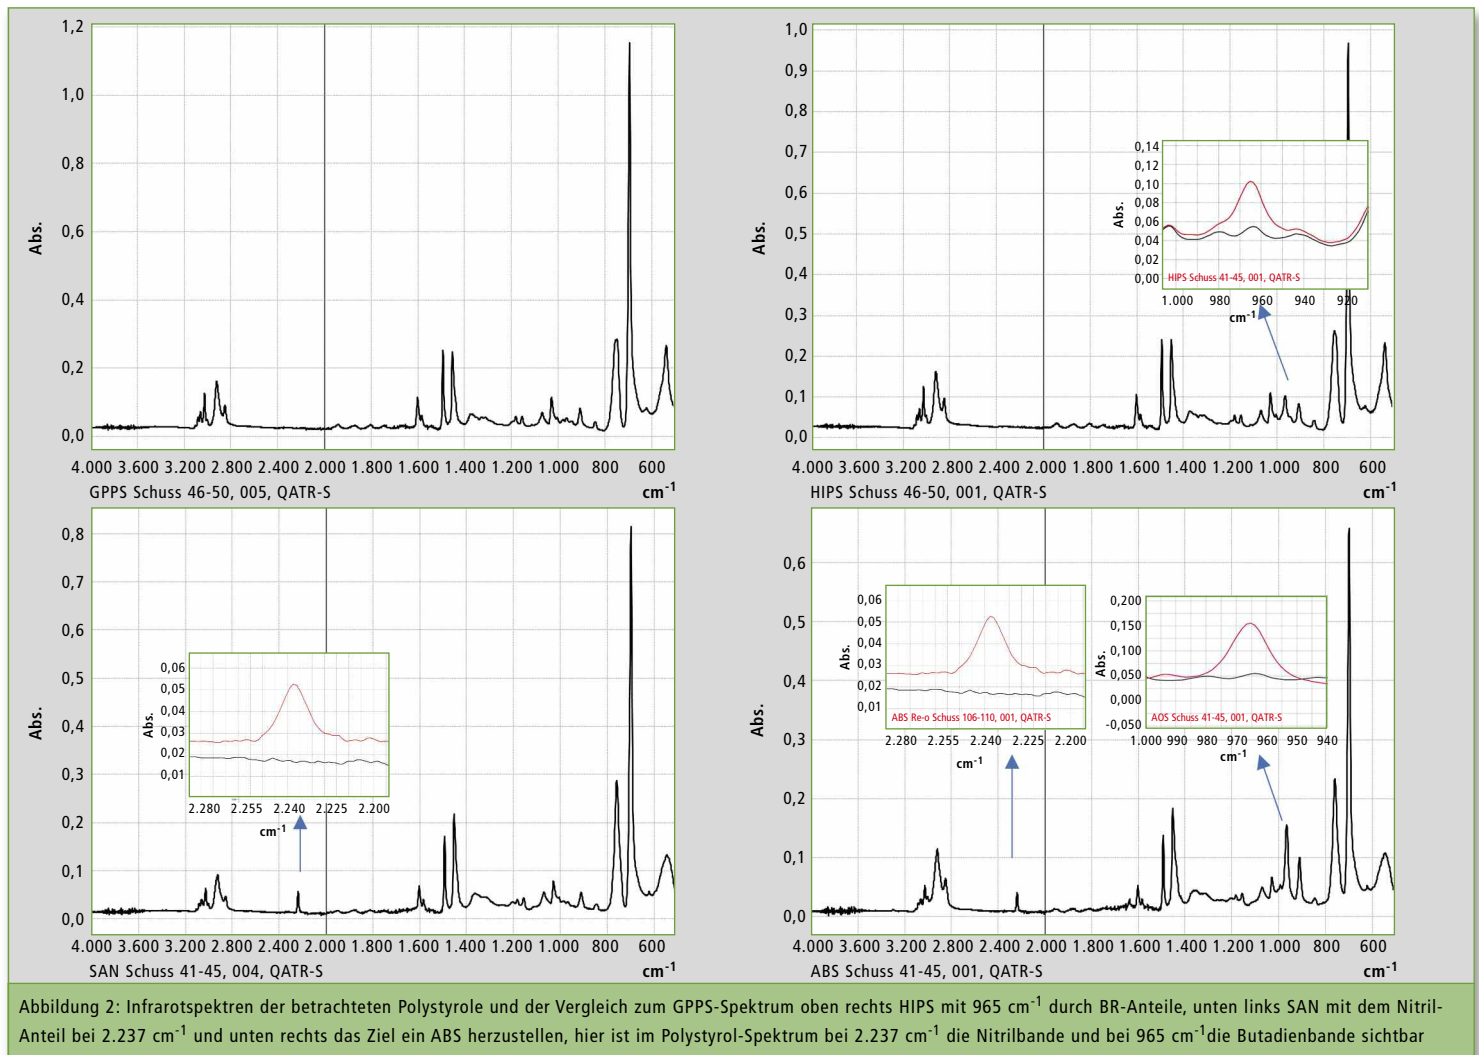 1,2
1,0
0,8
0,6
0,4
0,2
0,0
Abs.
4.000 3.600 3.200 2.800 2.400 2.000 1.600 1.400 1.200 1.000 800 600
GPPS Schuss 46-50, 005, QATR-S
cm-1
1,0
0,9
0,8
0,7
0,6
0,5
0,4
0,3
0,2
0,1
0,0
Abs.
0,14
0,12
0,10
0,08
0,06
0,04
0,02
0,00
Abs.
HIPS Schuss 41-45, 001, QATR-S
1.000 980 960 940 920
cm-1
4.000 3.600 3.200 2.800 2.400 2.000 1.600 1.400 1.200 1.000 800 600
HIPS Schuss 46-50, 001, QATR-S
cm-1
0,8
0,7
0,6
0,5
0,4
0,3
0,2
0,1
0,0
Abs.
0,06
0,05
0,04
0,03
0,02
0,01
Abs.
2.280 2.255 2.240 2.225 2.200
cm-1
4.000 3.600 3.200 2.800 2.400 2.000 1.600 1.400 1.200 1.000 800 600
SAN Schuss 41-45, 004, QATR-S
cm-1
0,6
0,5
0,4
0,3
0,2
0,1
0,0
Abs.
0,06
0,05
0,04
0,03
0,02
0,01
Abs.
ABS Re-o Schuss 106-110, 001, QATR-S
2.280 2.255 2.240 2.225 2.200
cm-1
0,200
0,150
0,100
0,050
0,000
-0,050
Abs.
AOS Schuss 41-45, 001, QATR-S
1.000 990 980 970 960 950 940
cm-1
4.000 3.600 3.200 2.800 2.400 2.000 1.600 1.400 1.200 1.000 800 600
ABS Schuss 41-45, 001, QATR-S
cm-1
Abbildung 2: Infrarotspektren der betrachteten Polystyrole und der Vergleich zum GPPS-Spektrum oben rechts HIPS mit 965 cm-1 durch BR-Anteile, unten links SAN mit dem Nitril-
Anteil bei 2.237 cm-1 und unten rechts das Ziel ein ABS herzustellen, hier ist im Polystyrol-Spektrum bei 2.237 cm-1 die Nitrilbande und bei 965 cm-1die Butadienbande sichtbar